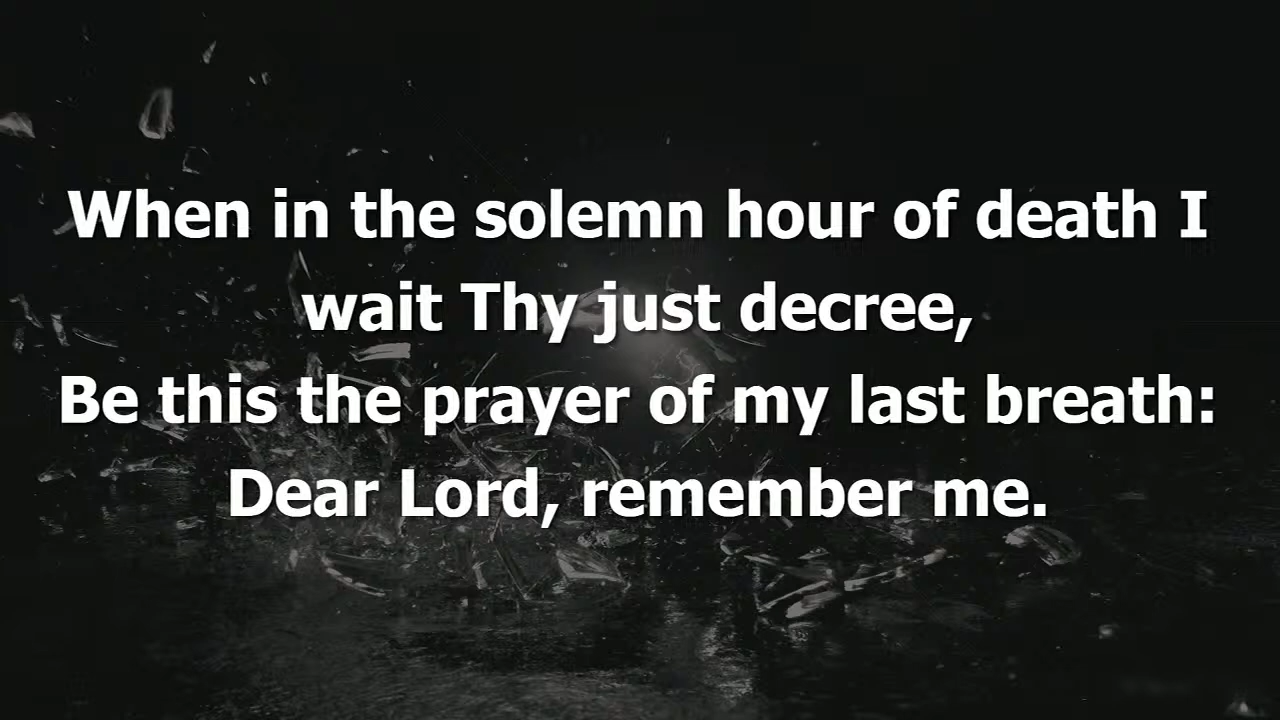 When in the solemn hour of death I
wait Thy just decree,
Be this the prayer of my last breath:
Dear Lord, remember me.